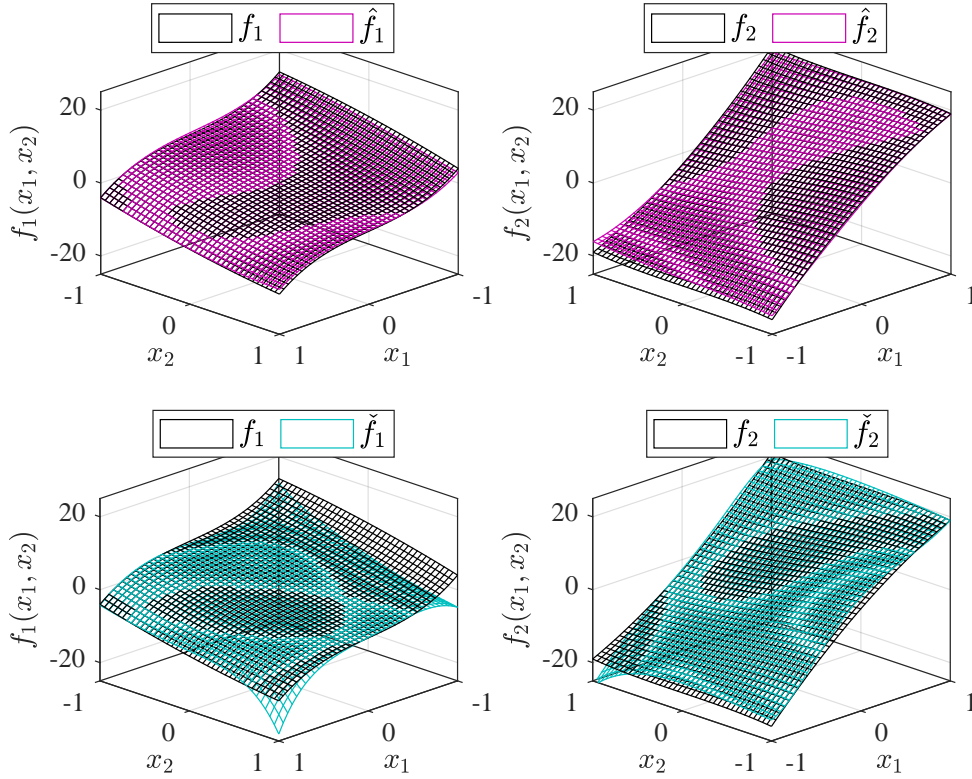 f₁ f̂₁
f₂ f̂₂
f₁(x₁, x₂)
20
0
-20
-1
0
1
x₂
1
0
-1
x₁
f₂(x₁, x₂)
20
0
-20
1
0
-1
x₂
-1
0
1
x₁
f₁ f̌₁
f₂ f̌₂
f₁(x₁, x₂)
20
0
-20
-1
0
1
x₂
1
0
-1
x₁
f₂(x₁, x₂)
20
0
-20
1
0
-1
x₂
-1
0
1
x₁